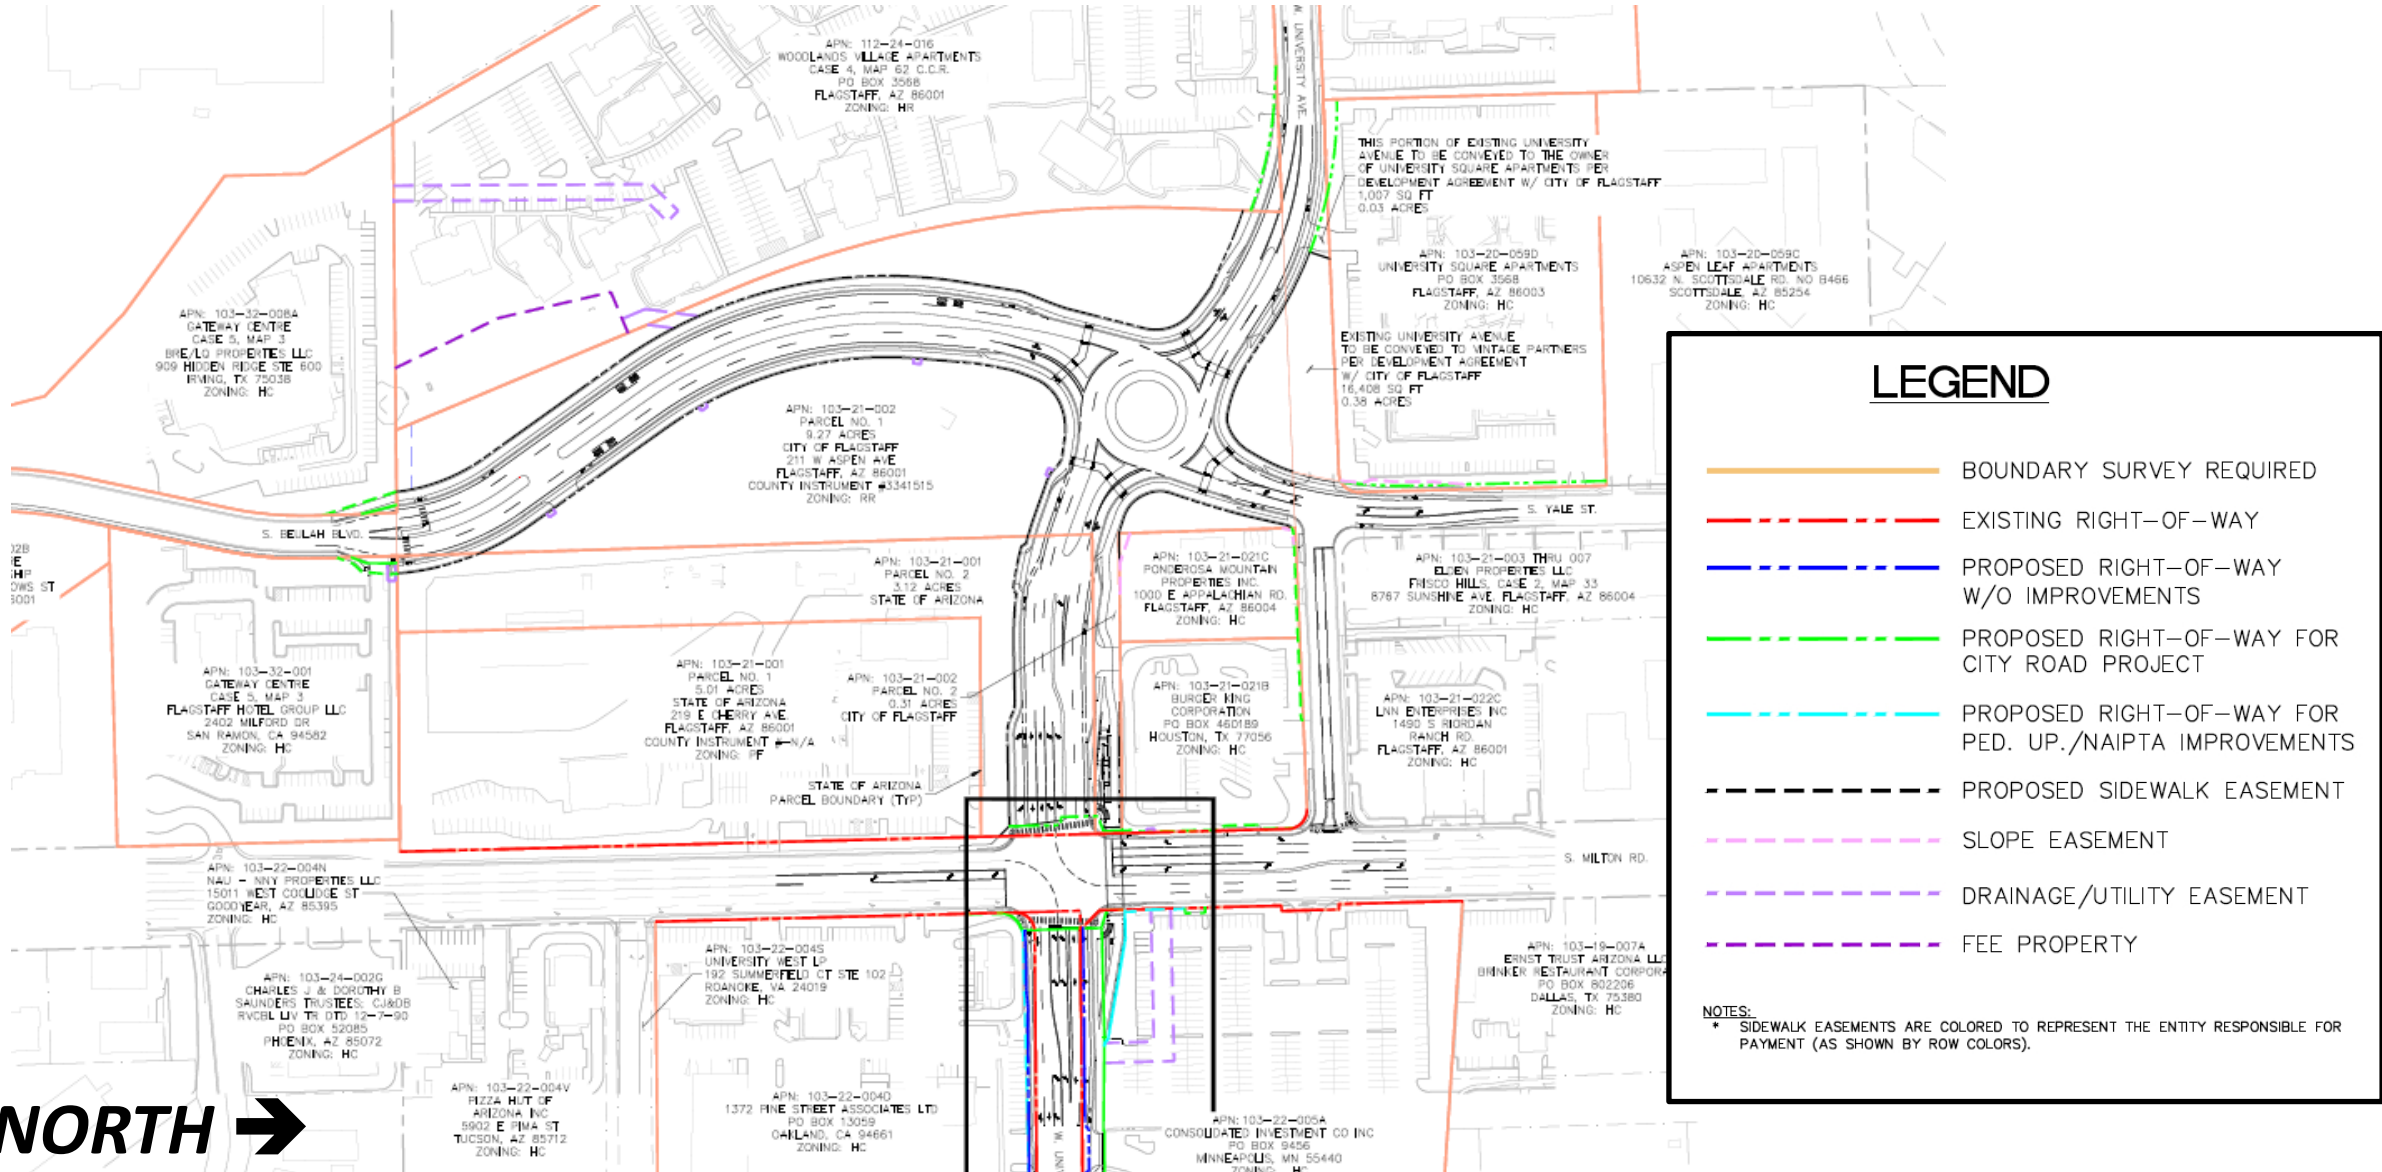 APN: 112-24-016
WOODLANDS VILLAGE APARTMENTS
CASE 4, MAP 62 C.C.R.
PO BOX 3568
FLAGSTAFF, AZ 86001
ZONING: HR
W. UNIVERSITY AVE.
THIS PORTION OF EXISTING UNIVERSITY
AVENUE TO BE CONVEYED TO THE OWNER
OF UNIVERSITY SQUARE APARTMENTS PER
DEVELOPMENT AGREEMENT W/ CITY OF FLAGSTAFF
1,007 SQ FT
0.03 ACRES
APN: 103-20-059D
UNIVERSITY SQUARE APARTMENTS
PO BOX 3568
FLAGSTAFF, AZ 86003
ZONING: HC
APN: 103-20-059C
ASPEN LEAF APARTMENTS
10632 N. SCOTTSDALE RD. NO B466
SCOTTSDALE, AZ 85254
ZONING: HC
APN: 103-32-008A
GATEWAY CENTRE
CASE 5, MAP 3
BRE/LQ PROPERTIES LLC
909 HIDDEN RIDGE STE 600
IRVING, TX 75038
ZONING: HC
EXISTING UNIVERSITY AVENUE
TO BE CONVEYED TO VINTAGE PARTNERS
PER DEVELOPMENT AGREEMENT
W/ CITY OF FLAGSTAFF
16,408 SQ FT
0.38 ACRES
APN: 103-21-002
PARCEL NO. 1
9.27 ACRES
CITY OF FLAGSTAFF
211 W ASPEN AVE
FLAGSTAFF, AZ 86001
COUNTY INSTRUMENT #3341515
ZONING: RR
S. BEULAH BLVD.
S. YALE ST.
02B
E
SHIP
OWS ST
6001
APN: 103-21-001
PARCEL NO. 2
3.12 ACRES
STATE OF ARIZONA
APN: 103-21-021C
PONDEROSA MOUNTAIN
PROPERTIES INC.
1000 E APPALACHIAN RD.
FLAGSTAFF, AZ 86004
ZONING: HC
APN: 103-21-003 THRU 007
ELDEN PROPERTIES LLC
FRISCO HILLS, CASE 2, MAP 33
8767 SUNSHINE AVE. FLAGSTAFF, AZ 86004
ZONING: HC
APN: 103-32-001
GATEWAY CENTRE
CASE 5, MAP 3
FLAGSTAFF HOTEL GROUP LLC
2402 MILFORD DR
SAN RAMON, CA 94582
ZONING: HC
APN: 103-21-001
PARCEL NO. 1
5.01 ACRES
STATE OF ARIZONA
219 E CHERRY AVE.
FLAGSTAFF, AZ 86001
COUNTY INSTRUMENT #-N/A
ZONING: PF
APN: 103-21-002
PARCEL NO. 2
0.31 ACRES
CITY OF FLAGSTAFF
APN: 103-21-021B
BURGER KING
CORPORATION
PO BOX 460189
HOUSTON, TX 77056
ZONING: HC
APN: 103-21-022C
LNN ENTERPRISES INC
1490 S RIORDAN
RANCH RD.
FLAGSTAFF, AZ 86001
ZONING: HC
STATE OF ARIZONA
PARCEL BOUNDARY (TYP)
S. MILTON RD.
APN: 103-22-004N
NAU - NNY PROPERTIES LLC
15011 WEST COOLIDGE ST
GOODYEAR, AZ 85395
ZONING: HC
APN: 103-22-004S
UNIVERSITY WEST LP
192 SUMMERFIELD CT STE 102
ROANOKE, VA 24019
ZONING: HC
APN: 103-19-007A
ERNST TRUST ARIZONA LLC
BRINKER RESTAURANT CORPORA
PO BOX 802206
DALLAS, TX 75380
ZONING: HC
APN: 103-24-002G
CHARLES J & DOROTHY B
SAUNDERS TRUSTEES; CJ&DB
RVCBL LIV TR DTD 12-7-90
PO BOX 52085
PHOENIX, AZ 85072
ZONING: HC
APN: 103-22-004V
PIZZA HUT OF
ARIZONA INC
5902 E PIMA ST
TUCSON, AZ 85712
ZONING: HC
APN: 103-22-004D
1372 PINE STREET ASSOCIATES LTD
PO BOX 13059
OAKLAND, CA 94661
ZONING: HC
W. UNI
APN: 103-22-005A
CONSOLIDATED INVESTMENT CO INC
PO BOX 9456
MINNEAPOLIS, MN 55440
ZONING: HC
NORTH
LEGEND
BOUNDARY SURVEY REQUIRED
EXISTING RIGHT-OF-WAY
PROPOSED RIGHT-OF-WAY
W/O IMPROVEMENTS
PROPOSED RIGHT-OF-WAY FOR
CITY ROAD PROJECT
PROPOSED RIGHT-OF-WAY FOR
PED. UP./NAIPTA IMPROVEMENTS
PROPOSED SIDEWALK EASEMENT
SLOPE EASEMENT
DRAINAGE/UTILITY EASEMENT
FEE PROPERTY
NOTES:
* SIDEWALK EASEMENTS ARE COLORED TO REPRESENT THE ENTITY RESPONSIBLE FOR
PAYMENT (AS SHOWN BY ROW COLORS).